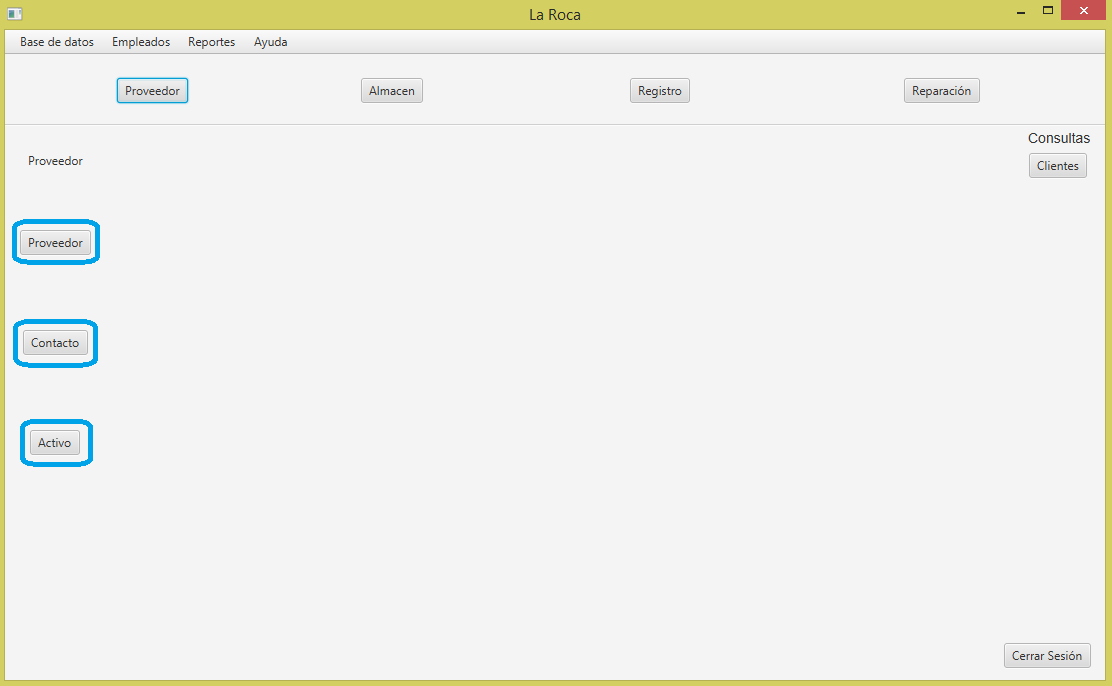 La Roca
Base de datos Empleados Reportes Ayuda
Proveedor Almacen Registro Reparación
Consultas
Proveedor
Clientes
Proveedor
Contacto
Activo
Cerrar Sesión